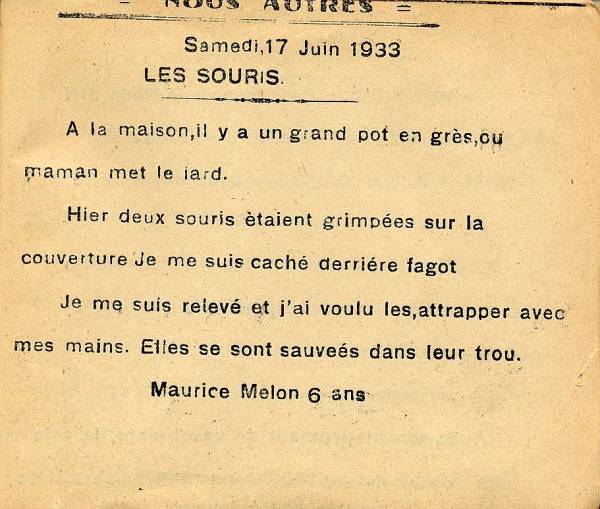 = NOUS AUTRES =
Samedi,17 Juin 1933
LES SOURIS.
A la maison,il y a un grand pot en grès,ou
maman met le iard.
Hier deux souris ètaient grimpées sur la
couverture Je me suis caché derriére fagot
Je me suis relevé et j'ai voulu les,attrapper avec
mes mains. Elles se sont sauveés dans leur trou.
Maurice Melon 6 ans